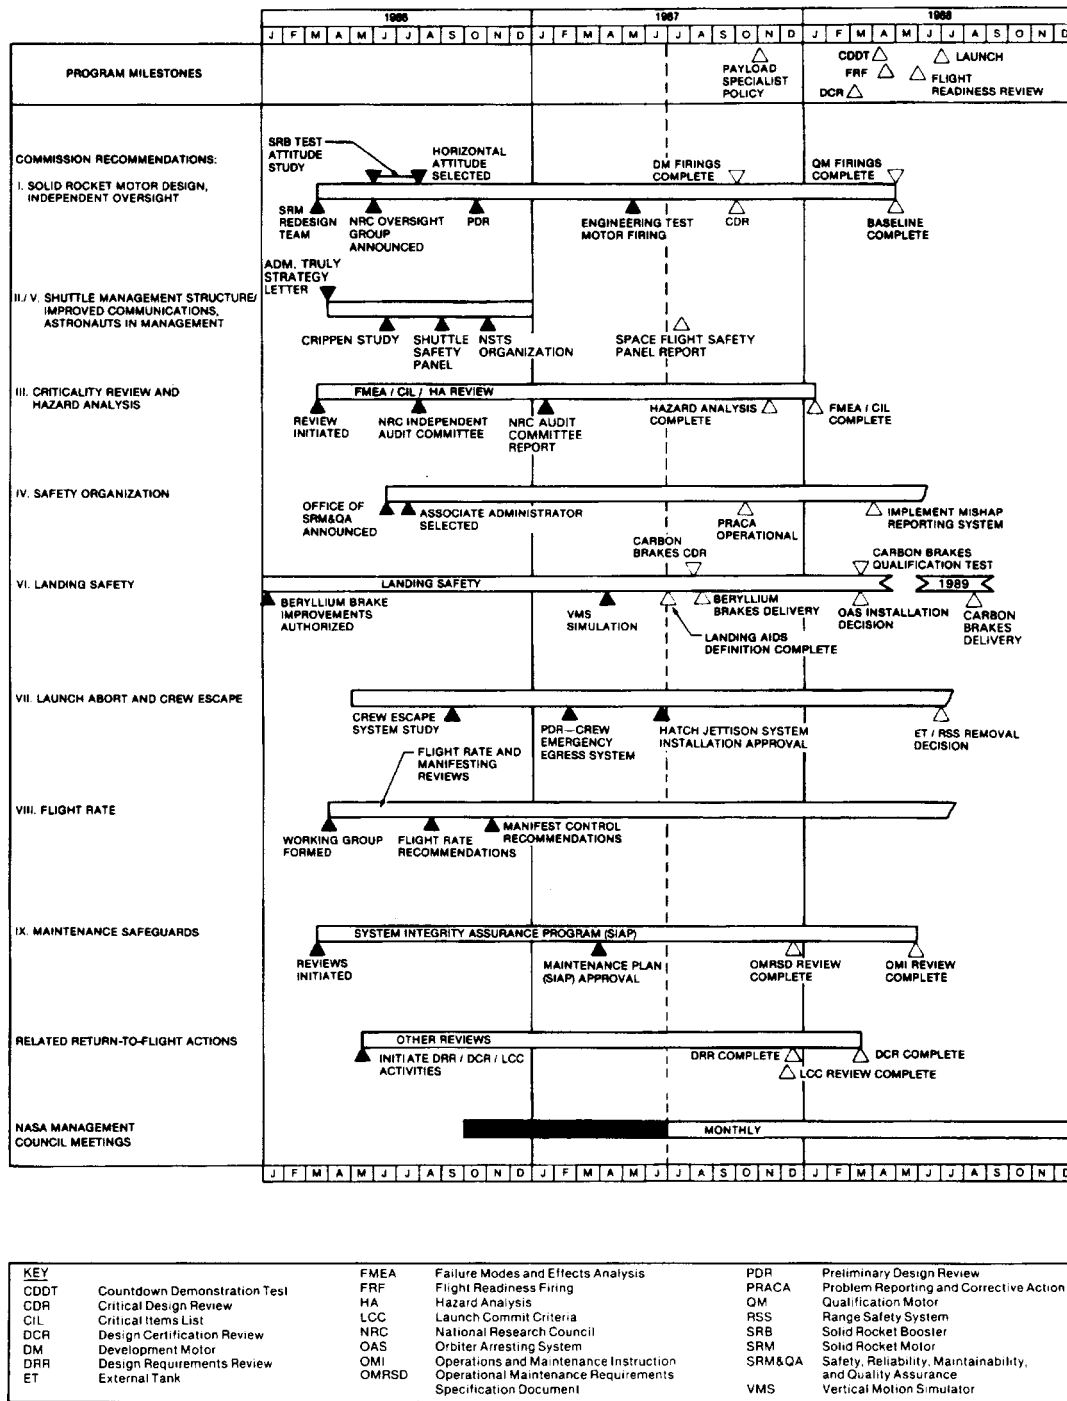 1986 1987 1988
J F M A M J J A S O N D J F M A M J J A S O N D J F M A M J J A S O N D
PROGRAM MILESTONES
PAYLOAD
SPECIALIST
POLICY
CDDT
FRF
DCR
LAUNCH
FLIGHT
READINESS REVIEW
COMMISSION RECOMMENDATIONS:
I. SOLID ROCKET MOTOR DESIGN,
INDEPENDENT OVERSIGHT
SRB TEST
ATTITUDE
STUDY
HORIZONTAL
ATTITUDE
SELECTED
DM FIRINGS
COMPLETE
QM FIRINGS
COMPLETE
SRM
REDESIGN
TEAM
NRC OVERSIGHT
GROUP
ANNOUNCED
PDR
ENGINEERING TEST
MOTOR FIRING
CDR
BASELINE
COMPLETE
II./ V. SHUTTLE MANAGEMENT STRUCTURE/
IMPROVED COMMUNICATIONS,
ASTRONAUTS IN MANAGEMENT
ADM. TRULY
STRATEGY
LETTER
CRIPPEN STUDY
SHUTTLE
SAFETY
PANEL
NSTS
ORGANIZATION
SPACE FLIGHT SAFETY
PANEL REPORT
III. CRITICALITY REVIEW AND
HAZARD ANALYSIS
FMEA / CIL / HA REVIEW
REVIEW
INITIATED
NRC INDEPENDENT
AUDIT COMMITTEE
NRC AUDIT
COMMITTEE
REPORT
HAZARD ANALYSIS
COMPLETE
FMEA / CIL
COMPLETE
IV. SAFETY ORGANIZATION
OFFICE OF
SRM&QA
ANNOUNCED
ASSOCIATE ADMINISTRATOR
SELECTED
PRACA
OPERATIONAL
IMPLEMENT MISHAP
REPORTING SYSTEM
VI. LANDING SAFETY
CARBON
BRAKES CDR
CARBON BRAKES
QUALIFICATION TEST
LANDING SAFETY
1989
BERYLLIUM BRAKE
IMPROVEMENTS
AUTHORIZED
VMS
SIMULATION
BERYLLIUM
BRAKES DELIVERY
LANDING AIDS
DEFINITION COMPLETE
OAS INSTALLATION
DECISION
CARBON
BRAKES
DELIVERY
VII. LAUNCH ABORT AND CREW ESCAPE
CREW ESCAPE
SYSTEM STUDY
PDR—CREW
EMERGENCY
EGRESS SYSTEM
HATCH JETTISON SYSTEM
INSTALLATION APPROVAL
ET / RSS REMOVAL
DECISION
VIII. FLIGHT RATE
FLIGHT RATE AND
MANIFESTING
REVIEWS
WORKING GROUP
FORMED
FLIGHT RATE
RECOMMENDATIONS
MANIFEST CONTROL
RECOMMENDATIONS
IX. MAINTENANCE SAFEGUARDS
SYSTEM INTEGRITY ASSURANCE PROGRAM (SIAP)
REVIEWS
INITIATED
MAINTENANCE PLAN
(SIAP) APPROVAL
OMRSD REVIEW
COMPLETE
OMI REVIEW
COMPLETE
RELATED RETURN-TO-FLIGHT ACTIONS
OTHER REVIEWS
INITIATE DRR / DCR / LCC
ACTIVITIES
DRR COMPLETE
DCR COMPLETE
LCC REVIEW COMPLETE
NASA MANAGEMENT
COUNCIL MEETINGS
MONTHLY
J F M A M J J A S O N D J F M A M J J A S O N D J F M A M J J A S O N D
KEY
CDDT Countdown Demonstration Test
CDR Critical Design Review
CIL Critical Items List
DCR Design Certification Review
DM Development Motor
DRR Design Requirements Review
ET External Tank
FMEA Failure Modes and Effects Analysis
FRF Flight Readiness Firing
HA Hazard Analysis
LCC Launch Commit Criteria
NRC National Research Council
OAS Orbiter Arresting System
OMI Operations and Maintenance Instruction
OMRSD Operational Maintenance Requirements
Specification Document
PDR Preliminary Design Review
PRACA Problem Reporting and Corrective Action
QM Qualification Motor
RSS Range Safety System
SRB Solid Rocket Booster
SRM Solid Rocket Motor
SRM&QA Safety, Reliability, Maintainability,
and Quality Assurance
VMS Vertical Motion Simulator